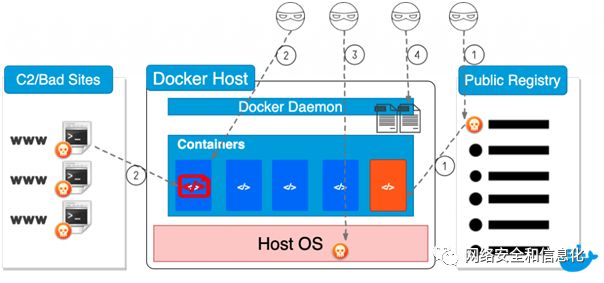 2
3
4
1
C2/Bad Sites
Docker Host
Public Registry
Docker Daemon
Containers
www
</>
</>
</>
</>
</>
1
2
www
www
Host OS
网络安全和信息化